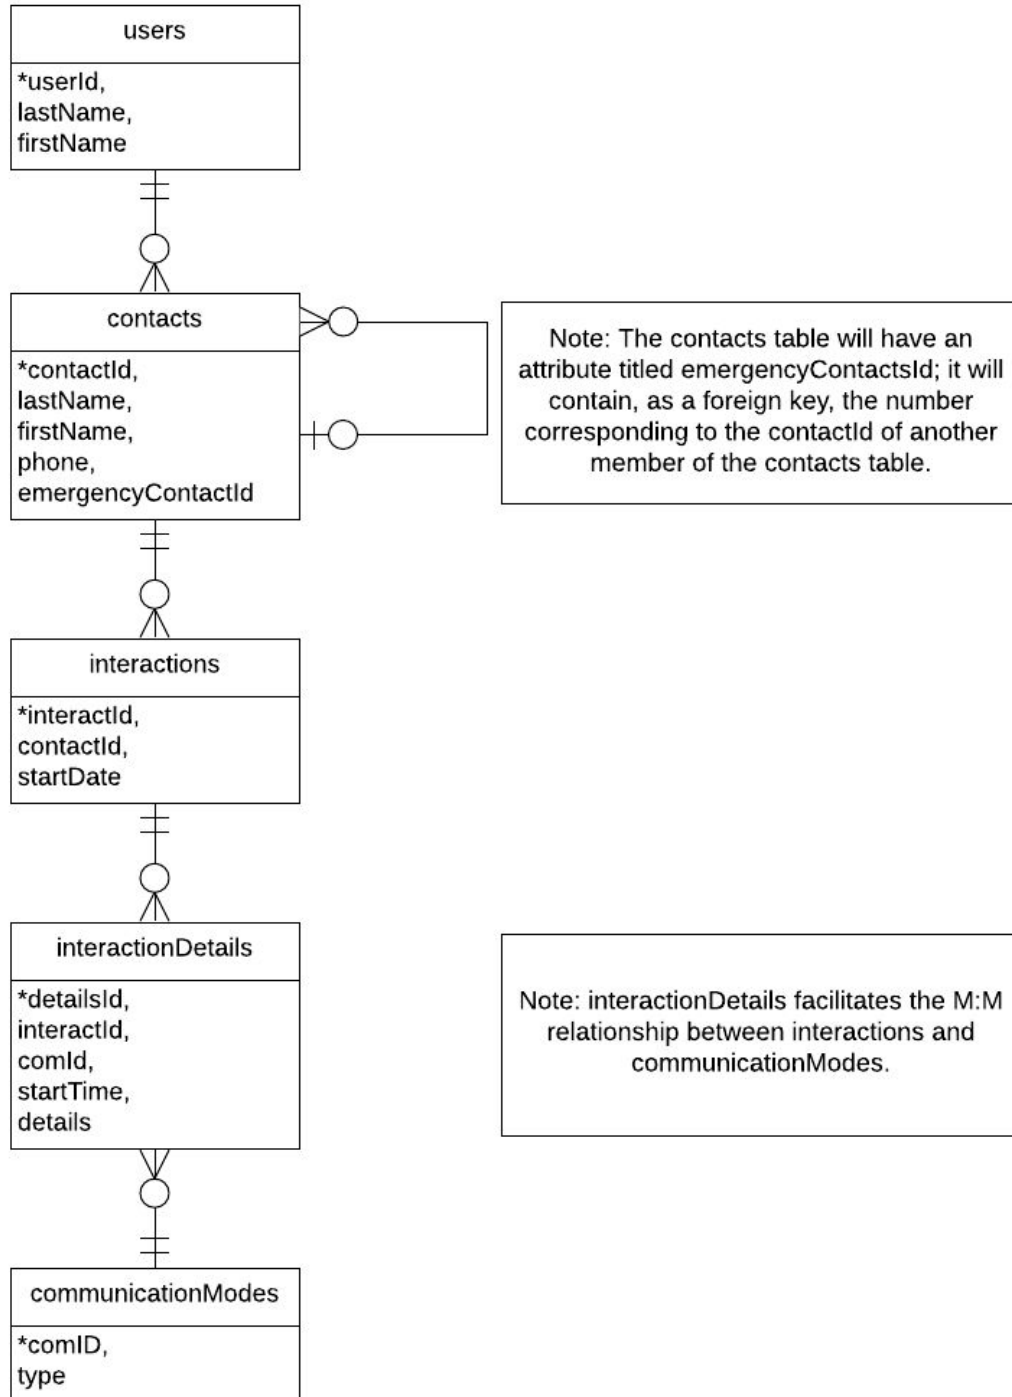 users
*userId,
lastName,
firstName
contacts
*contactId,
lastName,
firstName,
phone,
emergencyContactId
Note: The contacts table will have an
attribute titled emergencyContactsId; it will
contain, as a foreign key, the number
corresponding to the contactId of another
member of the contacts table.
interactions
*interactId,
contactId,
startDate
interactionDetails
*detailsId,
interactId,
comId,
startTime,
details
Note: interactionDetails facilitates the M:M
relationship between interactions and
communicationModes.
communicationModes
*comID,
type